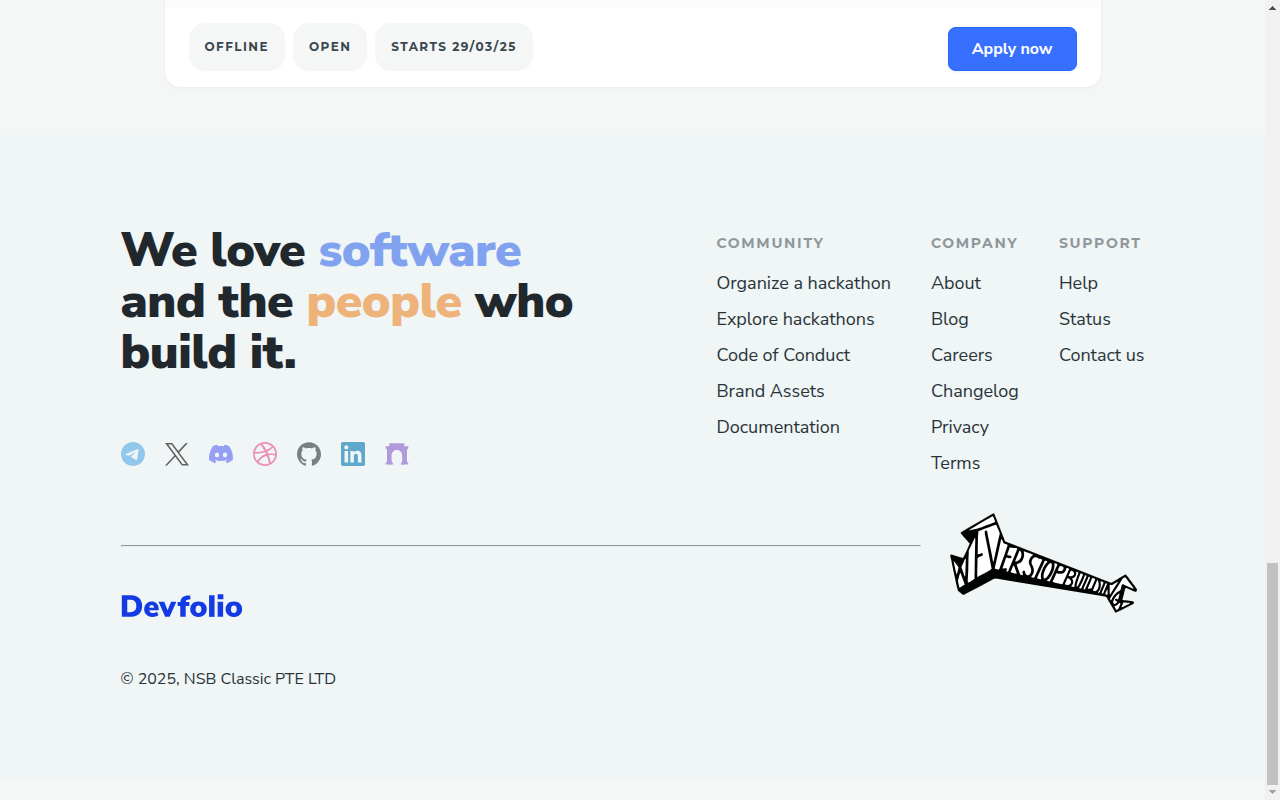 OFFLINE
OPEN
STARTS 29/03/25
Apply now
We love software
and the people who
build it.
COMMUNITY
Organize a hackathon
Explore hackathons
Code of Conduct
Brand Assets
Documentation
COMPANY
About
Blog
Careers
Changelog
Privacy
Terms
SUPPORT
Help
Status
Contact us
NEVER STOP BUILDING
Devfolio
© 2025, NSB Classic PTE LTD